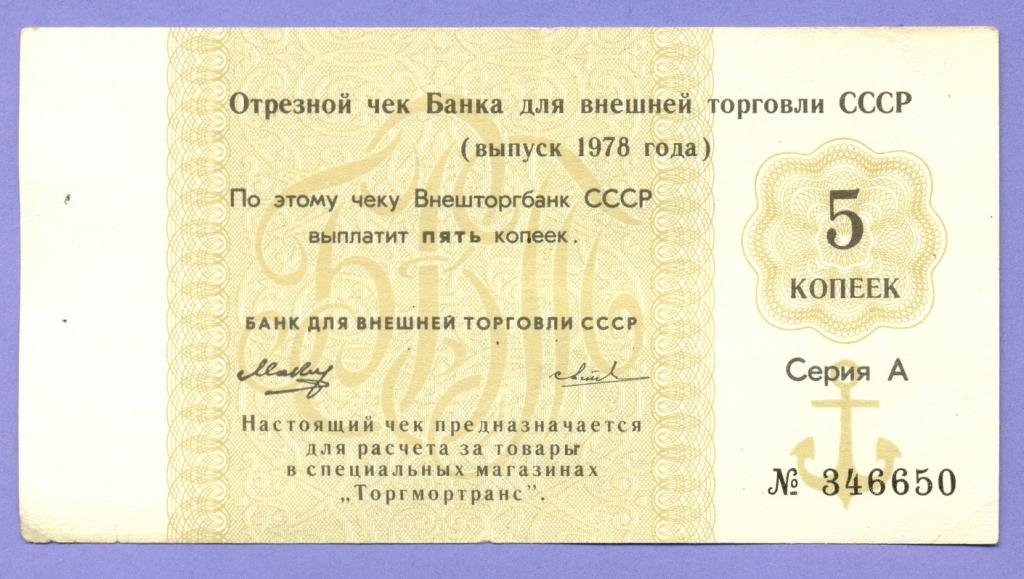 Отрезной чек Банка для внешней торговли СССР
(выпуск 1978 года)
По этому чеку Внешторгбанк СССР
выплатит пять копеек.
5
КОПЕЕК
БАНК ДЛЯ ВНЕШНЕЙ ТОРГОВЛИ СССР
Серия А
Настоящий чек предназначается
для расчета за товары
в специальных магазинах
„Торгмортранс".
№ 346650